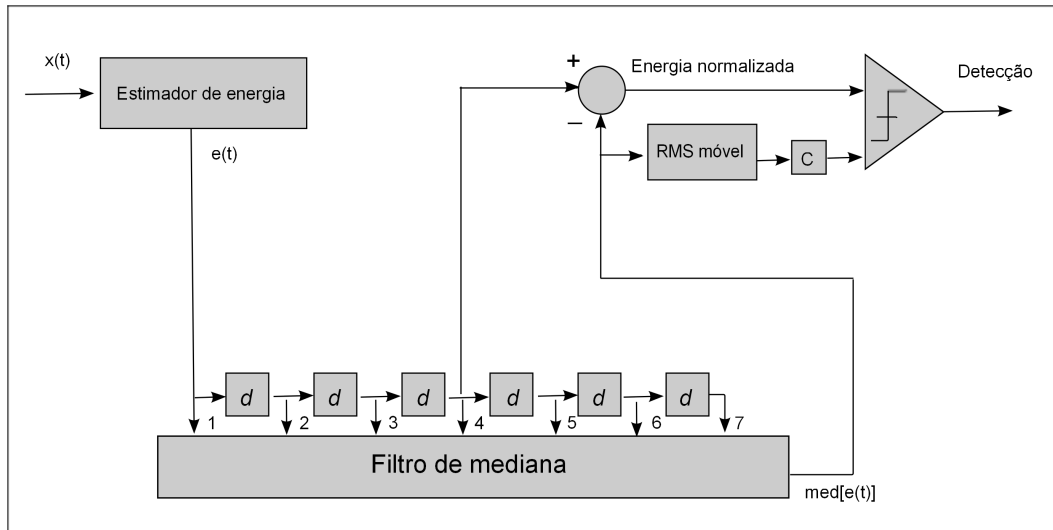 x(t)
Estimador de energia
e(t)
+
−
Energia normalizada
Detecção
RMS móvel
C
d
d
d
d
d
d
1
2
3
4
5
6
7
Filtro de mediana
med[e(t)]